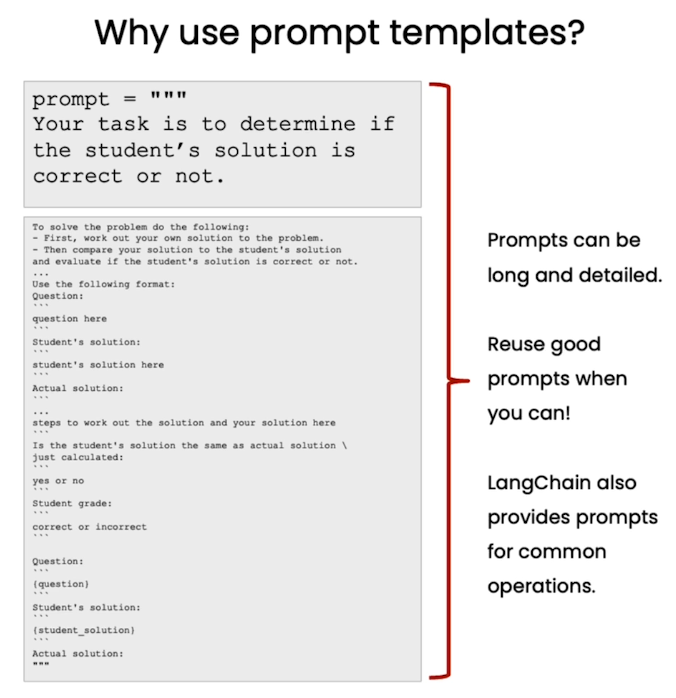 Why use prompt templates?
prompt = """
Your task is to determine if
the student’s solution is
correct or not.
To solve the problem do the following:
- First, work out your own solution to the problem.
- Then compare your solution to the student's solution
and evaluate if the student's solution is correct or not.
...
Use the following format:
Question:
```
question here
```
Student's solution:
```
student's solution here
```
Actual solution:
```
...
steps to work out the solution and your solution here
```
Is the student's solution the same as actual solution \
just calculated:
```
yes or no
```
Student grade:
```
correct or incorrect
```
Question:
```
{question}
```
Student's solution:
```
{student_solution}
```
Actual solution:
"""
Prompts can be
long and detailed.
Reuse good
prompts when
you can!
LangChain also
provides prompts
for common
operations.